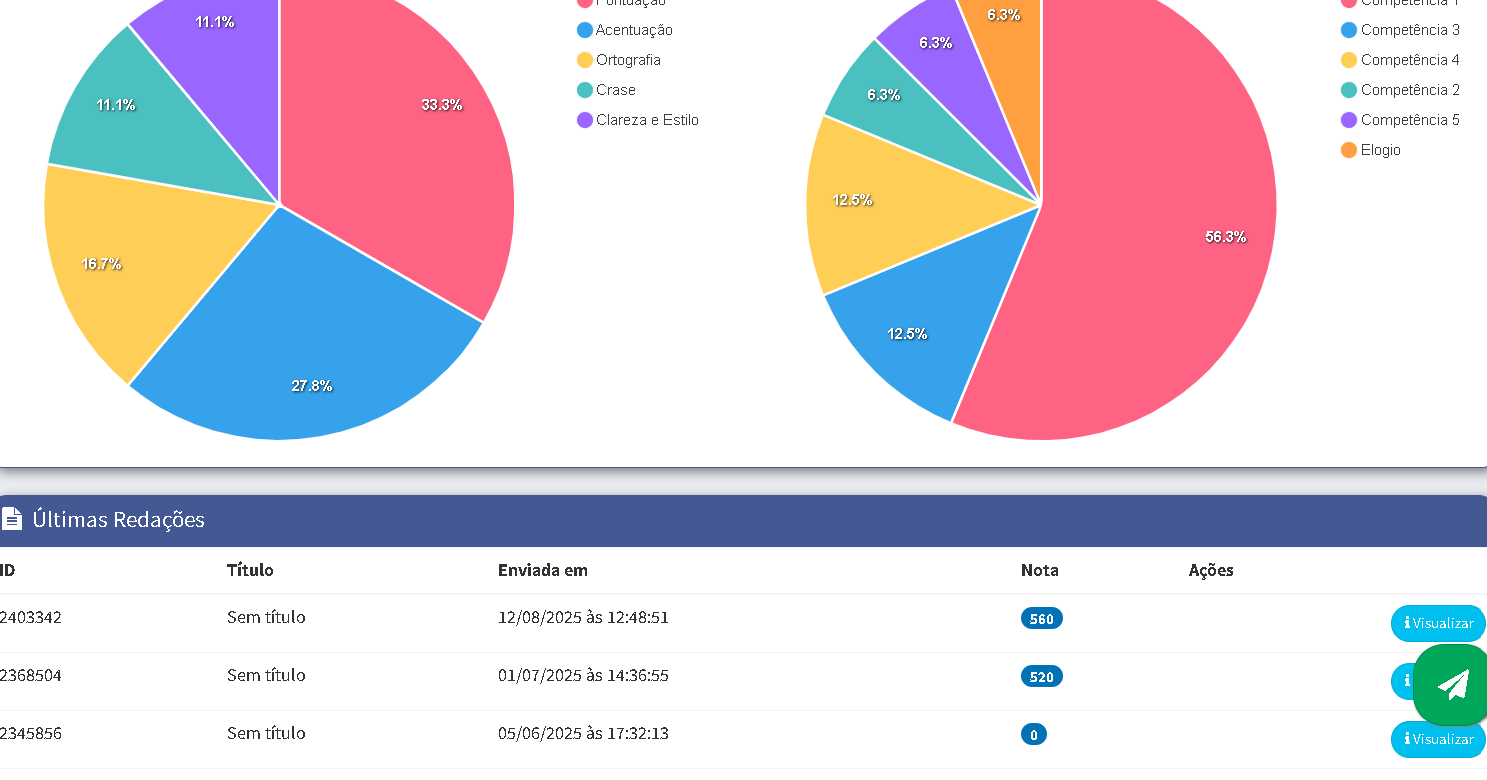 11.1%
11.1%
33.3%
16.7%
27.8%
Pontuação
Acentuação
Ortografia
Crase
Clareza e Estilo
6.3%
6.3%
6.3%
12.5%
12.5%
56.3%
Competência 1
Competência 3
Competência 4
Competência 2
Competência 5
Elogio
Últimas Redações
ID Título Enviada em Nota Ações
2403342 Sem título 12/08/2025 às 12:48:51 560 Visualizar
2368504 Sem título 01/07/2025 às 14:36:55 520
2345856 Sem título 05/06/2025 às 17:32:13 0 Visualizar